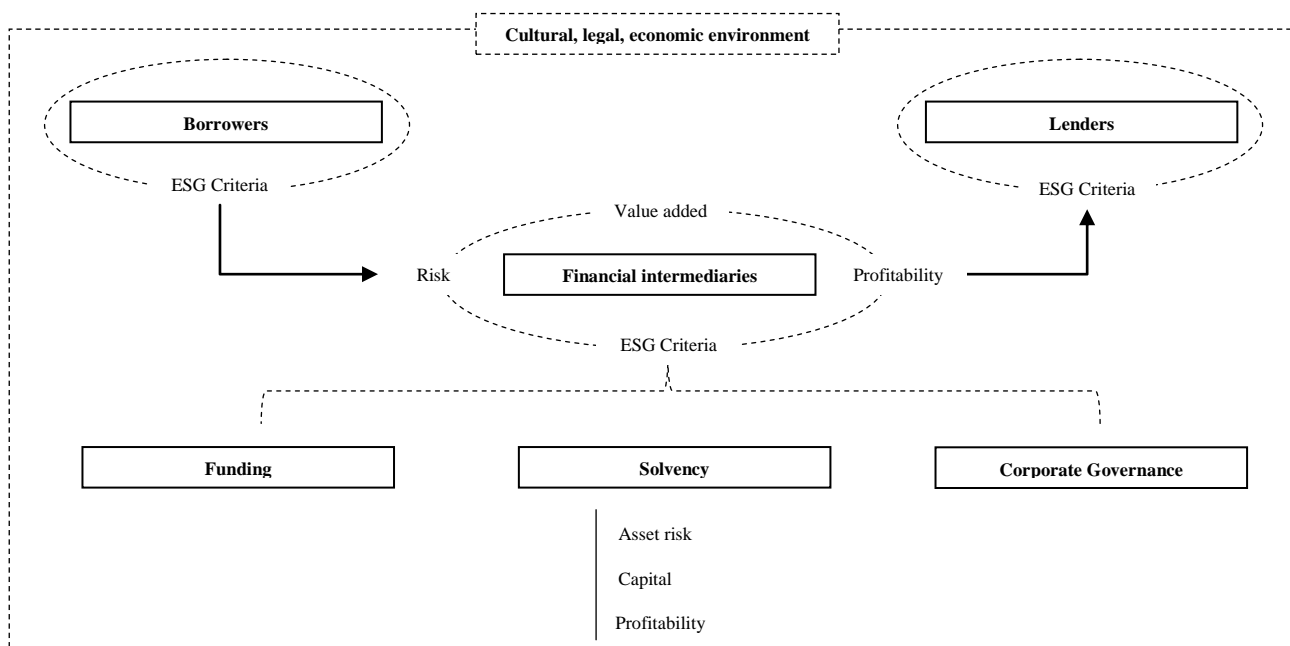 Cultural, legal, economic environment
Borrowers
Lenders
ESG Criteria
ESG Criteria
Value added
Risk
Financial intermediaries
Profitability
ESG Criteria
Funding
Solvency
Corporate Governance
Asset risk
Capital
Profitability